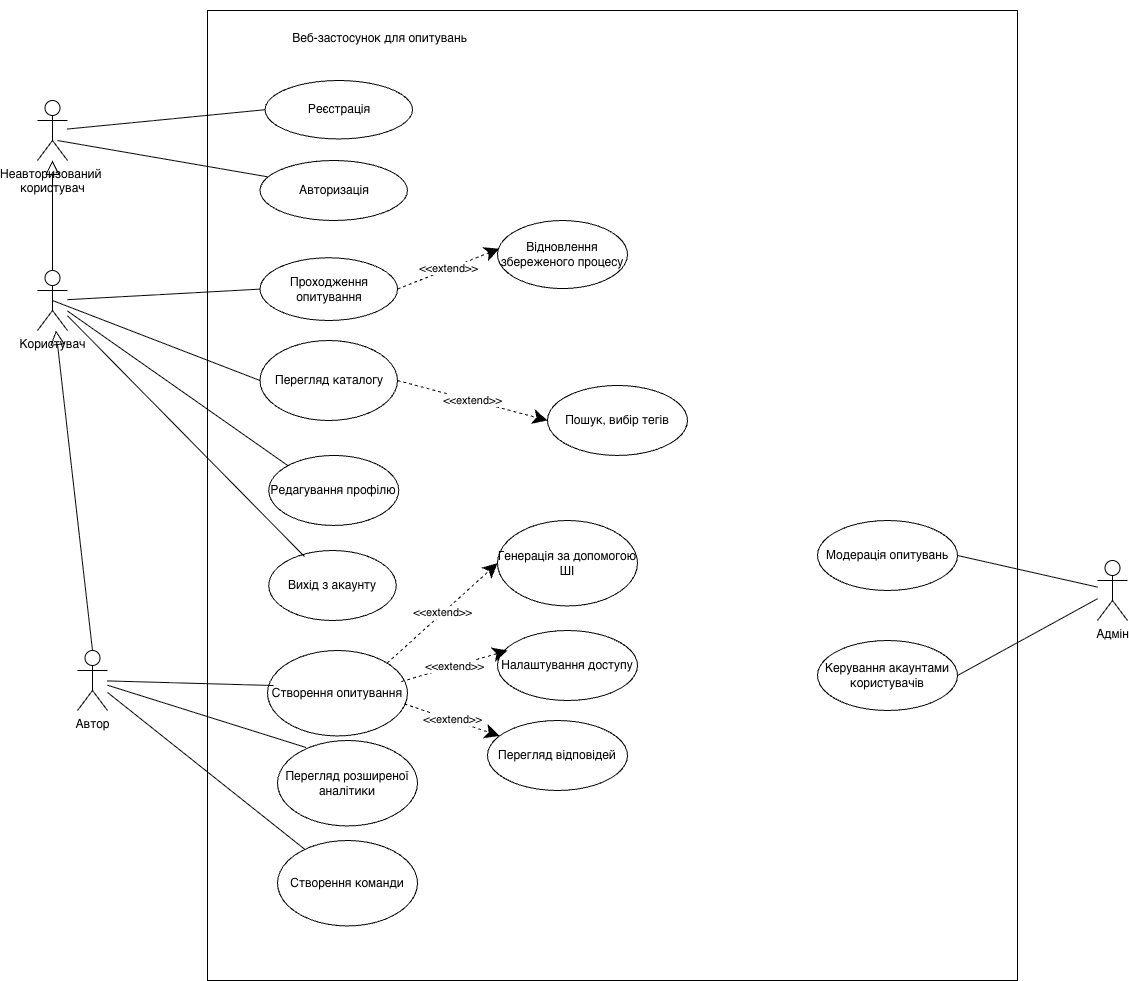 Веб-застосунок для опитувань
Реєстрація
Неавторизований
користувач
Авторизація
Відновлення
збереженого процесу
<<extend>>
Проходження
опитування
Користувач
Перегляд каталогу
<<extend>>
Пошук, вибір тегів
Редагування профілю
Генерація за допомогою
ШІ
Модерація опитувань
Вихід з акаунту
<<extend>>
Адмін
<<extend>>
Налаштування доступу
Керування акаунтами
користувачів
Створення опитування
Автор
<<extend>>
Перегляд відповідей
Перегляд розширеної
аналітики
Створення команди